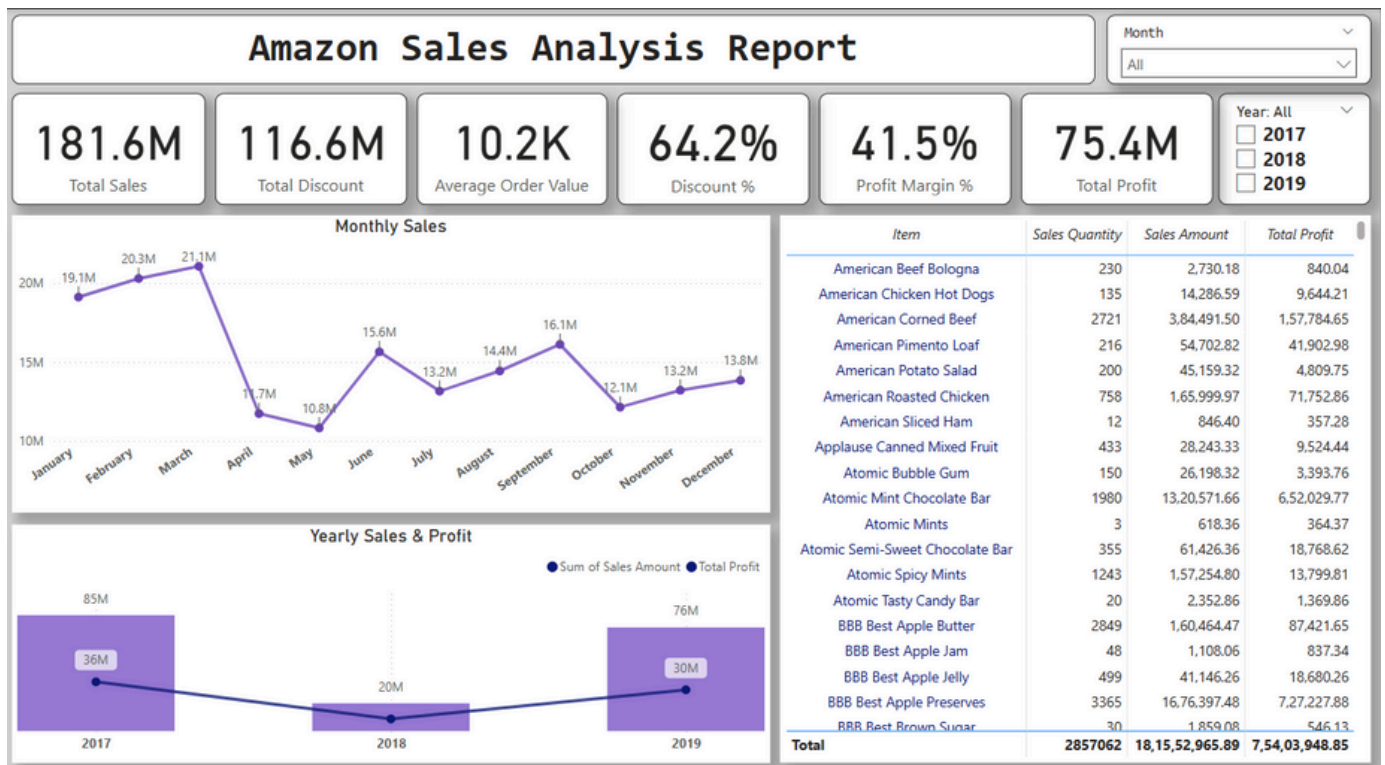 Amazon Sales Analysis Report
Month
All
181.6M
Total Sales
116.6M
Total Discount
10.2K
Average Order Value
64.2%
Discount %
41.5%
Profit Margin %
75.4M
Total Profit
Year: All
2017
2018
2019
Monthly Sales
20M
15M
10M
19.1M
20.3M
21.1M
11.7M
10.8M
15.6M
13.2M
14.4M
16.1M
12.1M
13.2M
13.8M
January
February
March
April
May
June
July
August
September
October
November
December
Yearly Sales & Profit
Sum of Sales Amount Total Profit
85M
36M
20M
76M
30M
2017 2018 2019
Item Sales Quantity Sales Amount Total Profit
American Beef Bologna 230 2,730.18 840.04
American Chicken Hot Dogs 135 14,286.59 9,644.21
American Corned Beef 2721 3,84,491.50 1,57,784.65
American Pimento Loaf 216 54,702.82 41,902.98
American Potato Salad 200 45,159.32 4,809.75
American Roasted Chicken 758 1,65,999.97 71,752.86
American Sliced Ham 12 846.40 357.28
Applause Canned Mixed Fruit 433 28,243.33 9,524.44
Atomic Bubble Gum 150 26,198.32 3,393.76
Atomic Mint Chocolate Bar 1980 13,20,571.66 6,52,029.77
Atomic Mints 3 618.36 364.37
Atomic Semi-Sweet Chocolate Bar 355 61,426.36 18,768.62
Atomic Spicy Mints 1243 1,57,254.80 13,799.81
Atomic Tasty Candy Bar 20 2,352.86 1,369.86
BBB Best Apple Butter 2849 1,60,464.47 87,421.65
BBB Best Apple Jam 48 1,108.06 837.34
BBB Best Apple Jelly 499 41,146.26 18,680.26
BBB Best Apple Preserves 3365 16,76,397.48 7,27,227.88
BBB Best Brown Sugar 30 1,859.08 546.13
Total 2857062 18,15,52,965.89 7,54,03,948.85